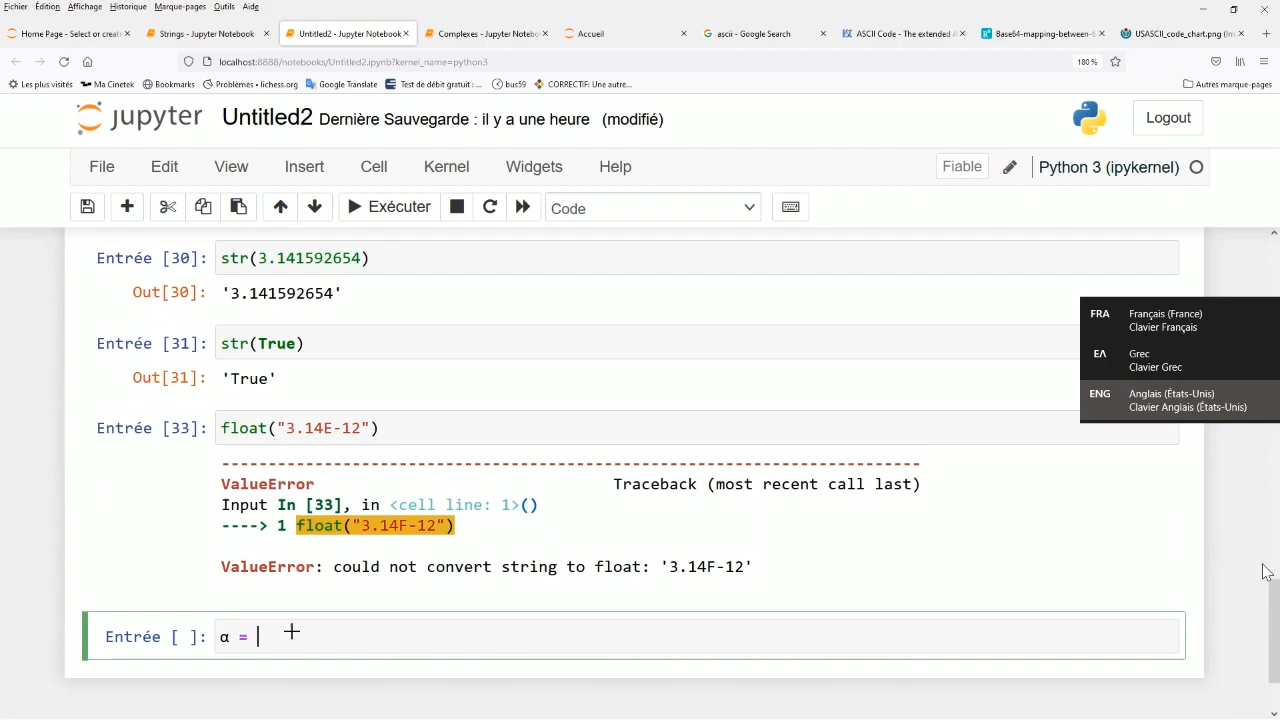 Fichier Édition Affichage Historique Marque-pages Outils Aide
Home Page - Select or create Strings - Jupyter Notebook Untitled2 - Jupyter Notebook Complexes - Jupyter Notebook Accueil ascii - Google Search ASCII Code - The extended A Base64-mapping-between-6 USASCII_code_chart.png (Im
localhost:8888/notebooks/Untitled2.ipynb?kernel_name=python3 180 %
Les plus visités Ma Cinetek Bookmarks Problèmes • lichess.org Google Translate Test de débit gratuit : ... bus59 CORRECTIF: Une autre... Autres marque-pages
jupyter Untitled2 Dernière Sauvegarde : il y a une heure (modifié) Logout
File Edit View Insert Cell Kernel Widgets Help Fiable Python 3 (ipykernel)
Exécuter Code
Entrée [30]: str(3.141592654)
Out[30]: '3.141592654'
Entrée [31]: str(True)
Out[31]: 'True'
Entrée [33]: float("3.14E-12")
---------------------------------------------------------------------------
ValueError Traceback (most recent call last)
Input In [33], in <cell line: 1>()
----> 1 float("3.14F-12")
ValueError: could not convert string to float: '3.14F-12'
Entrée [ ]: α =
FRA Français (France)
Clavier Français
ΕΛ Grec
Clavier Grec
ENG Anglais (États-Unis)
Clavier Anglais (États-Unis)